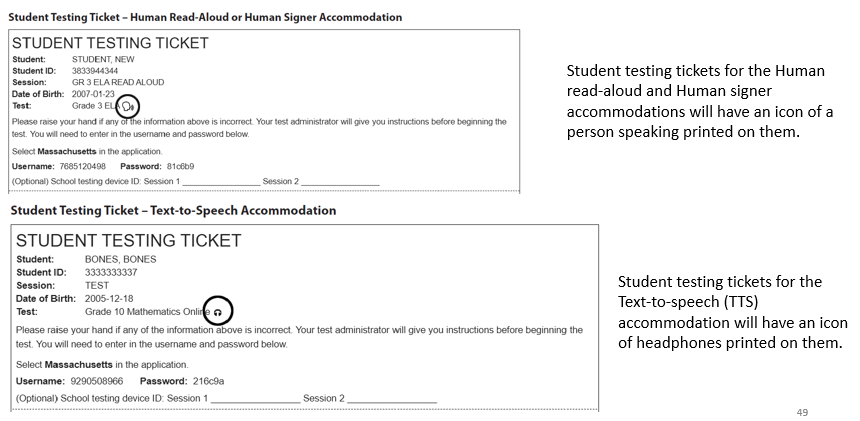 Student Testing Ticket – Human Read-Aloud or Human Signer Accommodation
STUDENT TESTING TICKET
Student: STUDENT, NEW
Student ID: 3833944344
Session: GR 3 ELA READ ALOUD
Date of Birth: 2007-01-23
Test: Grade 3 ELA
Please raise your hand if any of the information above is incorrect. Your test administrator will give you instructions before beginning the
test. You will need to enter in the username and password below.
Select Massachusetts in the application.
Username: 7685120498 Password: 81c6b9
(Optional) School testing device ID: Session 1 __________________ Session 2 __________________
Student testing tickets for the Human
read-aloud and Human signer
accommodations will have an icon of a
person speaking printed on them.
Student Testing Ticket – Text-to-Speech Accommodation
STUDENT TESTING TICKET
Student: BONES, BONES
Student ID: 3333333337
Session: TEST
Date of Birth: 2005-12-18
Test: Grade 10 Mathematics Online
Please raise your hand if any of the information above is incorrect. Your test administrator will give you instructions before beginning the
test. You will need to enter in the username and password below.
Select Massachusetts in the application.
Username: 9290508966 Password: 216c9a
(Optional) School testing device ID: Session 1 __________________ Session 2 __________________
Student testing tickets for the
Text-to-speech (TTS)
accommodation will have an icon
of headphones printed on them.
49